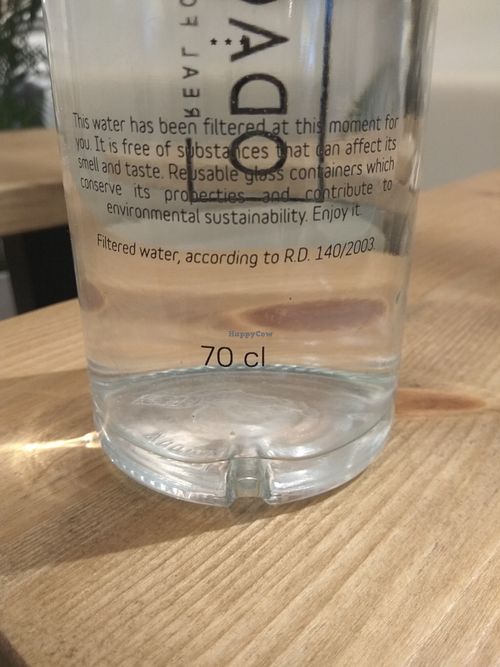 This water has been filtered at this moment for
you. It is free of substances that can affect its
smell and taste. Reusable glass containers which
conserve its properties and contribute to
environmental sustainability. Enjoy it.
Filtered water, according to R.D. 140/2003.
HappyCow
70 cl